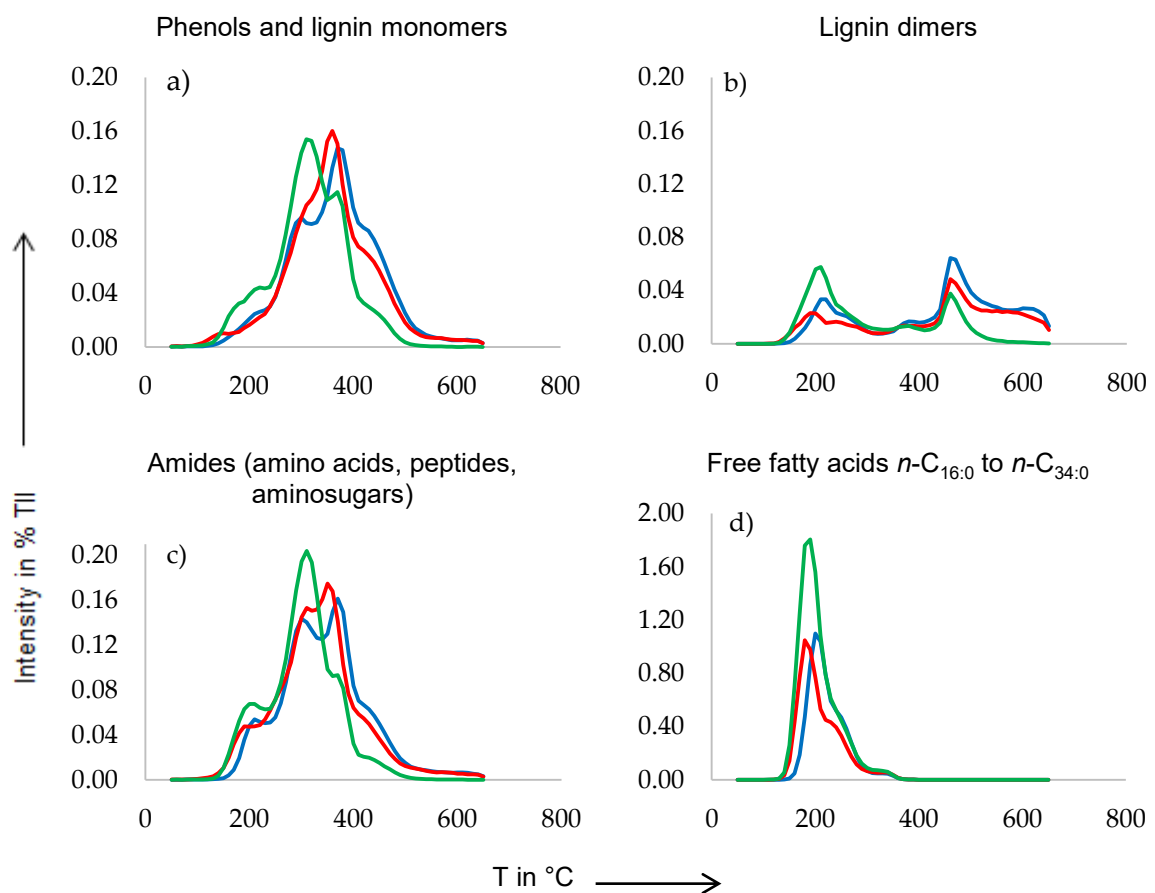 Phenols and lignin monomers
a)
0.20
0.16
0.12
0.08
0.04
0.00
0 200 400 600 800
Lignin dimers
b)
0.20
0.16
0.12
0.08
0.04
0.00
0 200 400 600 800
Amides (amino acids, peptides,
aminosugars)
c)
0.20
0.16
0.12
0.08
0.04
0.00
0 200 400 600 800
Free fatty acids n-C16:0 to n-C34:0
d)
2.00
1.60
1.20
0.80
0.40
0.00
0 200 400 600 800
Intensity in % TII
T in °C